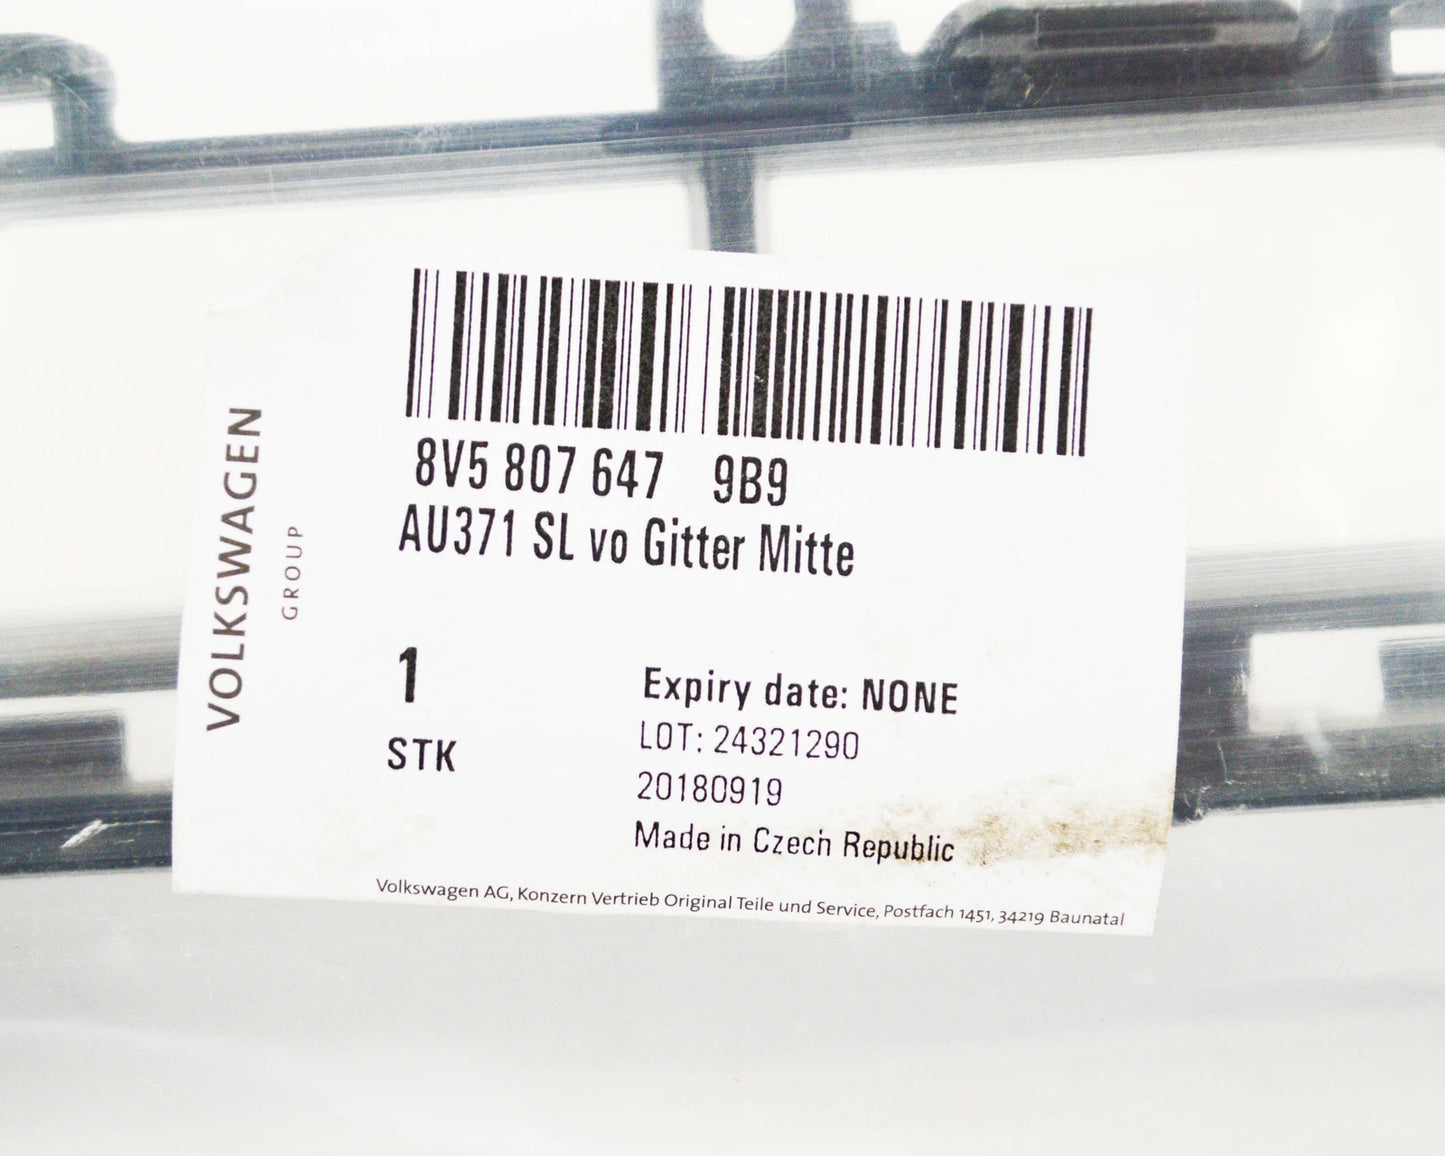 VOLKSWAGEN
GROUP
8V5 807 647 9B9
AU371 SL vo Gitter Mitte
1
STK
Expiry date: NONE
LOT: 24321290
20180919
Made in Czech Republic
Volkswagen AG, Konzern Vertrieb Original Teile und Service, Postfach 1451, 34219 Baunatal